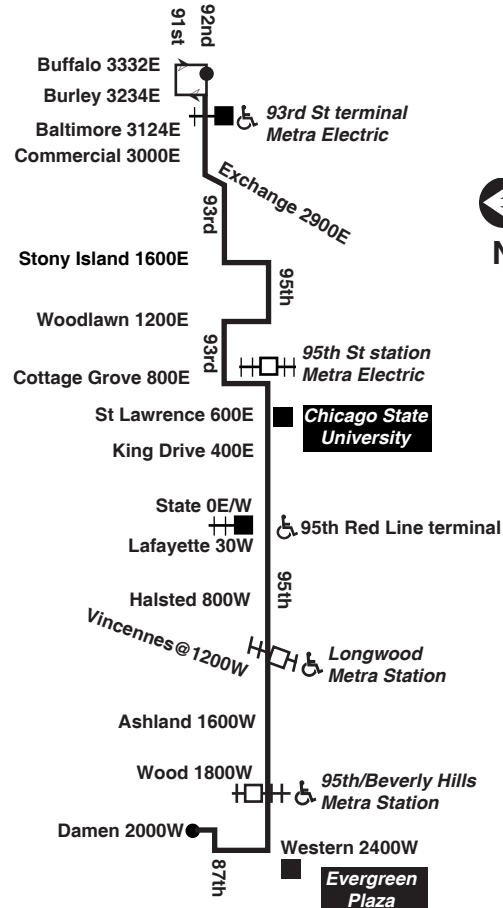 91st
92nd
Buffalo 3332E
Burley 3234E
Baltimore 3124E
93rd St terminal
Metra Electric
Commercial 3000E
Exchange 2900E
93rd
Stony Island 1600E
95th
Woodlawn 1200E
93rd
95th St station
Metra Electric
Cottage Grove 800E
St Lawrence 600E
Chicago State
University
King Drive 400E
State 0E/W
95th Red Line terminal
Lafayette 30W
95th
Halsted 800W
Vincennes@1200W
Longwood
Metra Station
Ashland 1600W
Wood 1800W
95th/Beverly Hills
Metra Station
Damen 2000W
87th
Western 2400W
Evergreen
Plaza